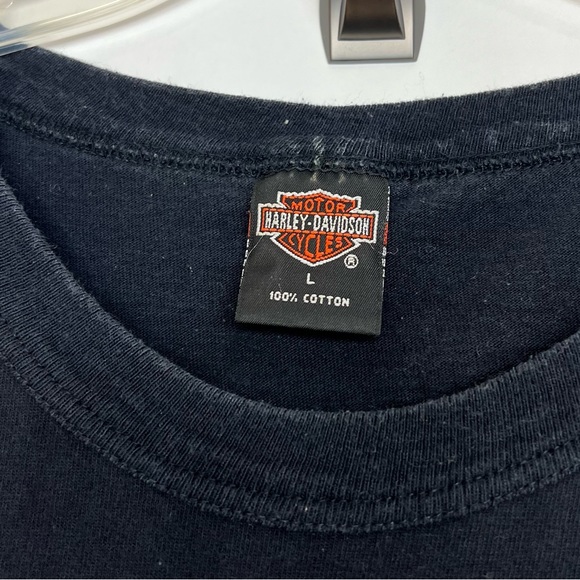 MOTOR
HARLEY-DAVIDSON
CYCLES
®
L
100% COTTON